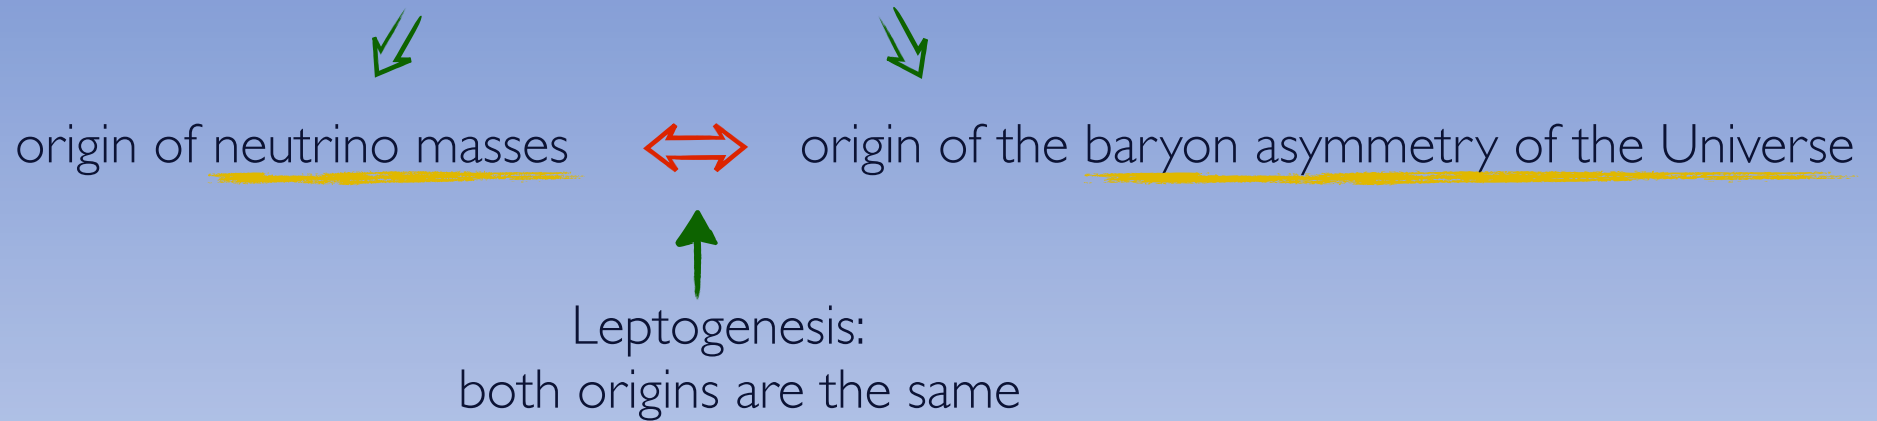 origin of neutrino masses origin of the baryon asymmetry of the Universe
Leptogenesis:
both origins are the same